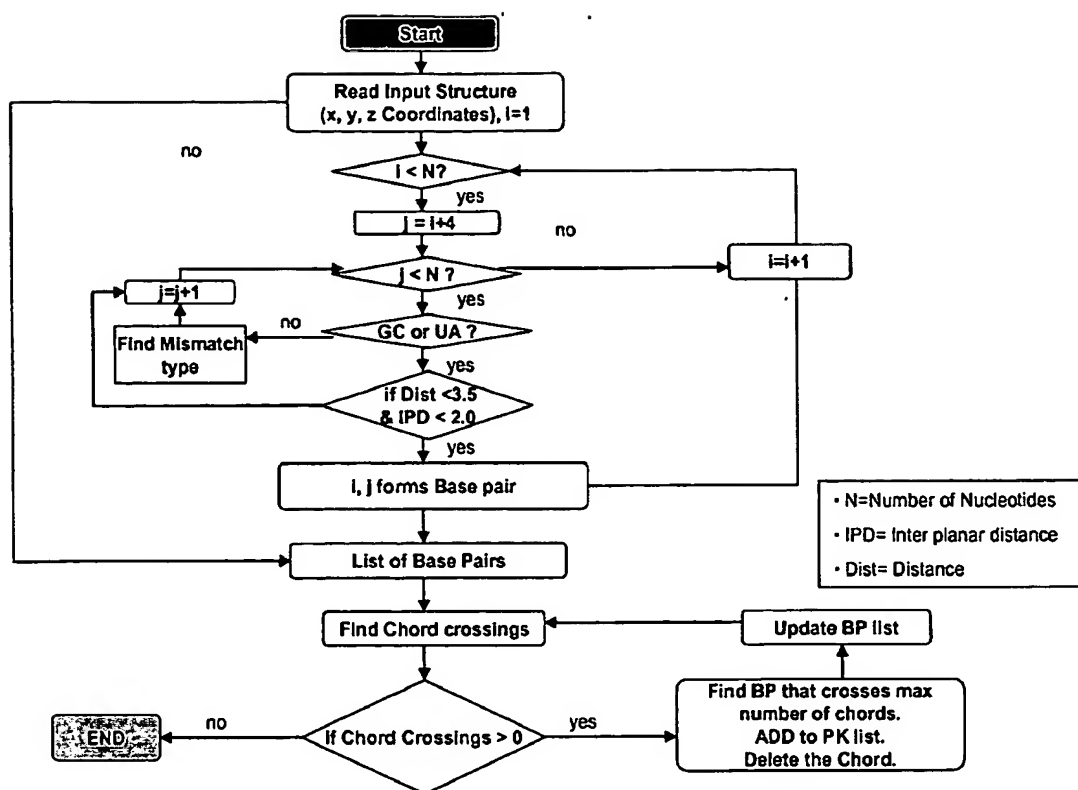 Start
Read Input Structure
(x, y, z Coordinates), i=1
no
i < N?
yes
j = i+4
no
j < N ?
i=i+1
j=j+1
yes
no
GC or UA ?
Find Mismatch
type
yes
if Dist <3.5
& IPD < 2.0
yes
i, j forms Base pair
· N=Number of Nucleotides
· IPD= Inter planar distance
· Dist= Distance
List of Base Pairs
Find Chord crossings
Update BP list
Find BP that crosses max
number of chords.
ADD to PK list.
Delete the Chord.
no
yes
END
If Chord Crossings > 0